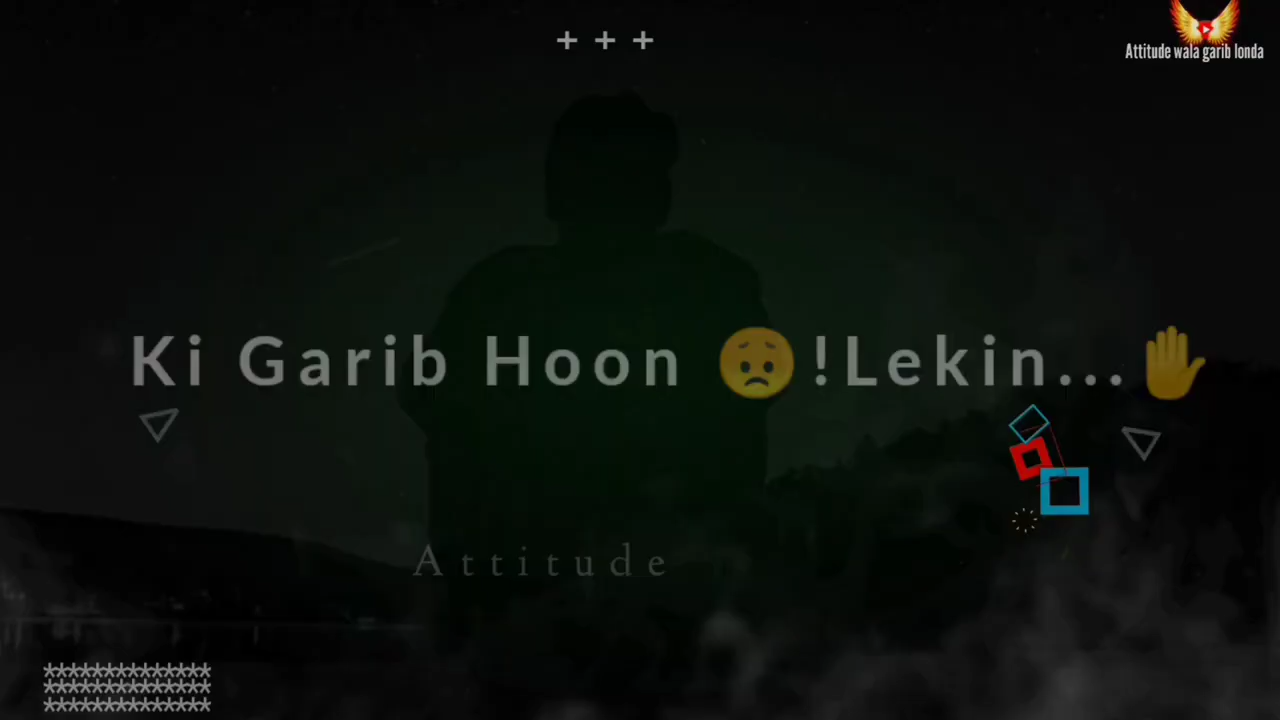 + + +
Attitude wala garib londa
Ki Garib Hoon 😞!Lekin...✋
Attitude
*************
*************
*************